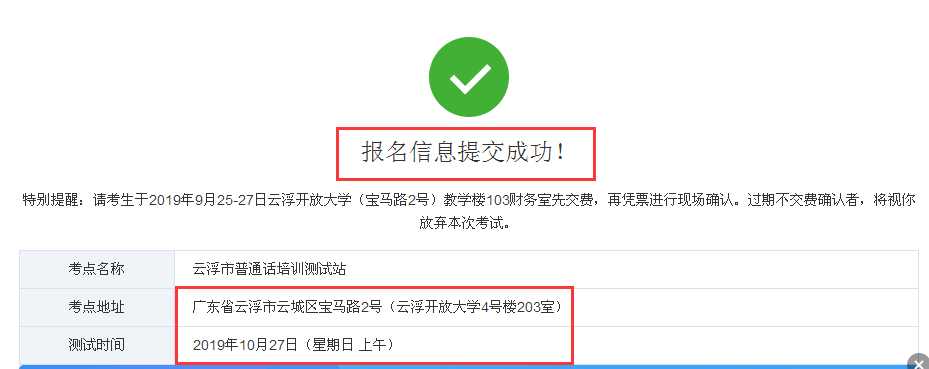 报名信息提交成功！
特别提醒：请考生于2019年9月25-27日云浮开放大学（宝马路2号）教学楼103财务室先交费，再凭票进行现场确认。过期不交费确认者，将视你
放弃本次考试。
考点名称 云浮市普通话培训测试站
考点地址 广东省云浮市云城区宝马路2号（云浮开放大学4号楼203室）
测试时间 2019年10月27日（星期日 上午）